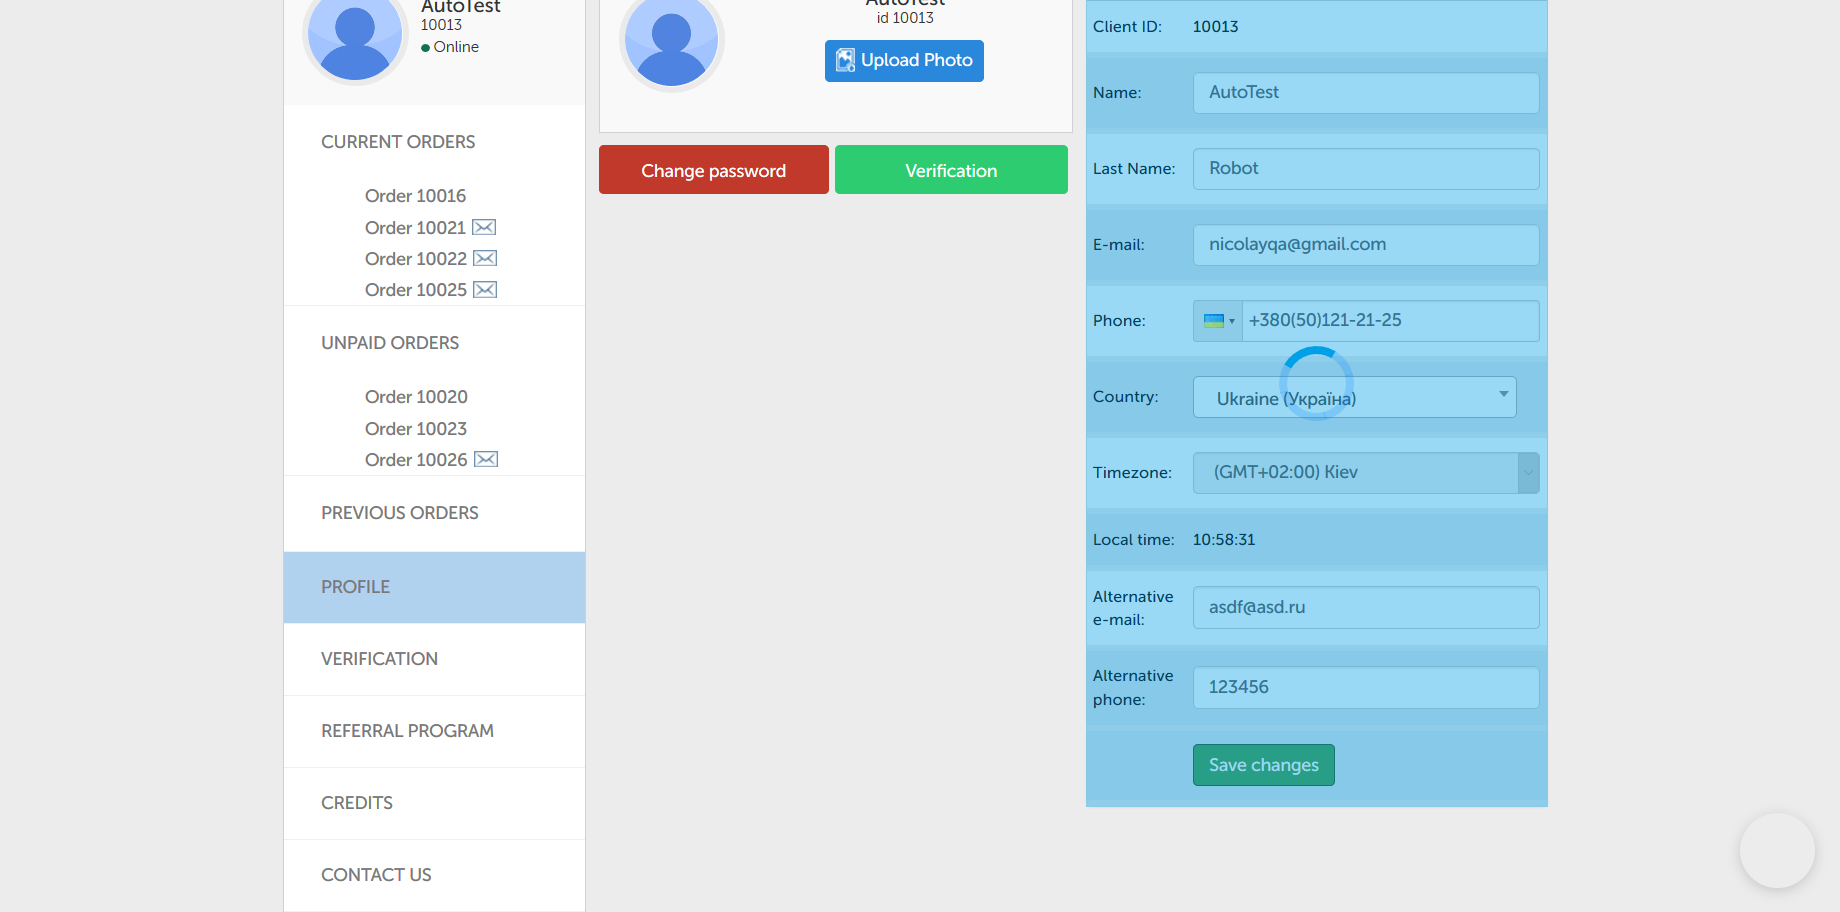 AutoTest
10013
Online
CURRENT ORDERS
Order 10016
Order 10021
Order 10022
Order 10025
UNPAID ORDERS
Order 10020
Order 10023
Order 10026
PREVIOUS ORDERS
PROFILE
VERIFICATION
REFERRAL PROGRAM
CREDITS
CONTACT US
AutoTest
id 10013
Upload Photo
Change password
Verification
Client ID: 10013
Name: AutoTest
Last Name: Robot
E-mail: nicolayqa@gmail.com
Phone: +380(50)121-21-25
Country: Ukraine (Україна)
Timezone: (GMT+02:00) Kiev
Local time: 10:58:31
Alternative
e-mail: asdf@asd.ru
Alternative
phone: 123456
Save changes